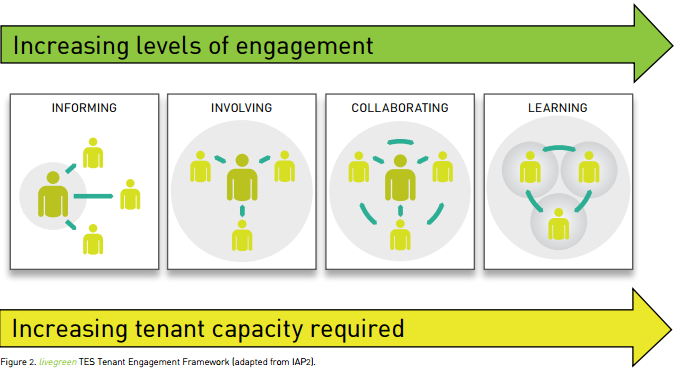 Increasing levels of engagement
INFORMING
INVOLVING
COLLABORATING
LEARNING
Increasing tenant capacity required
Figure 2. livegreen TES Tenant Engagement Framework (adapted from IAP2).